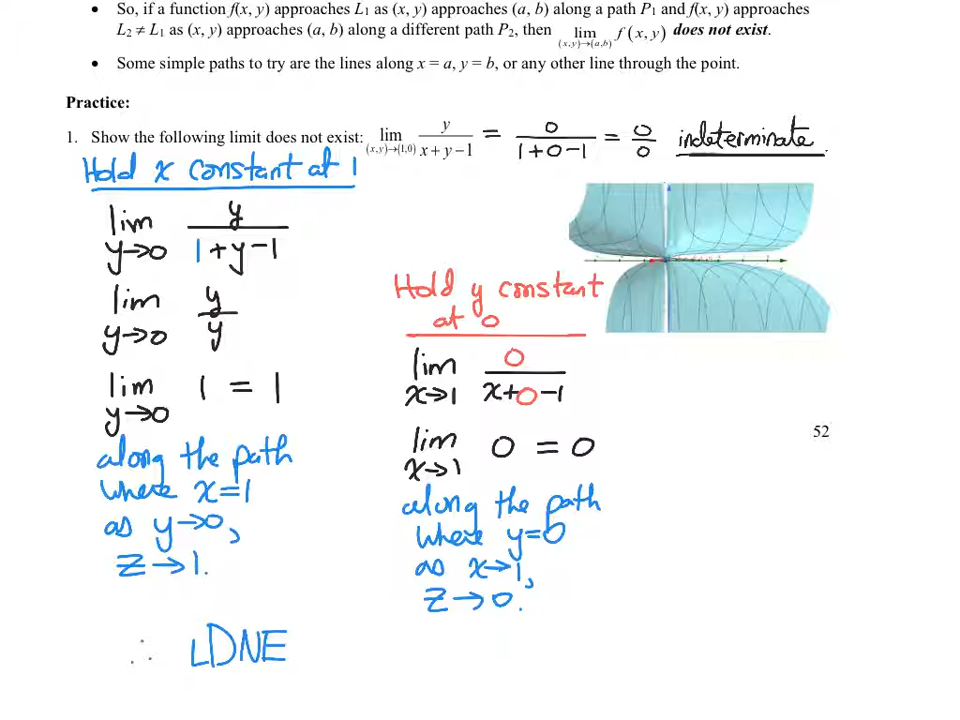 • So, if a function f(x, y) approaches L₁ as (x, y) approaches (a, b) along a path P₁ and f(x, y) approaches
L₂ ≠ L₁ as (x, y) approaches (a, b) along a different path P₂, then lim (x,y)→(a,b) f(x, y) does not exist.
• Some simple paths to try are the lines along x = a, y = b, or any other line through the point.
Practice:
1. Show the following limit does not exist: lim (x,y)→(1,0) y/(x + y − 1) = 0/(1+0−1) = 0/0 indeterminate.
Hold x constant at 1
lim y→0 y/(1+y−1)
lim y→0 y/y
lim y→0 1 = 1
along the path
where x=1
as y→0,
z→1.
Hold y constant
at 0
lim x→1 0/(x+0−1)
lim x→1 0 = 0
along the path
where y=0
as x→1,
z→0.
52
∴ LDNE